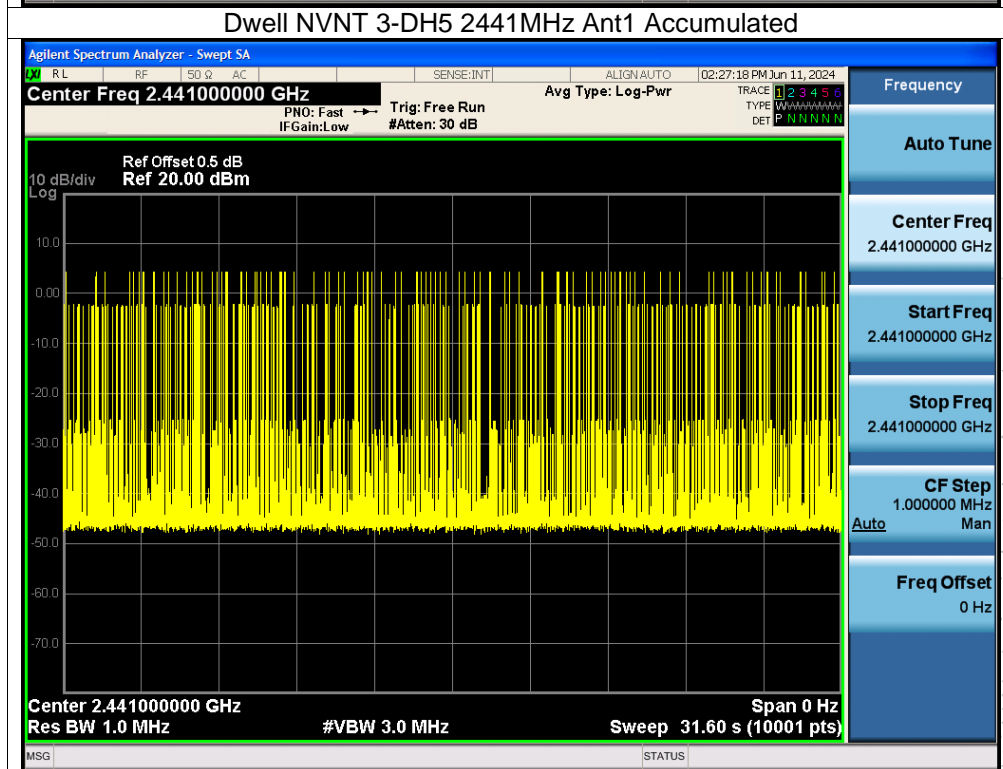 Dwell NVNT 3-DH5 2441MHz Ant1 Accumulated
Agilent Spectrum Analyzer - Swept SA
LXI RL RF 50 Ω AC SENSE:INT ALIGNAUTO 02:27:18 PM Jun 11, 2024
Center Freq 2.441000000 GHz
PNO: Fast
IFGain:Low
Trig: Free Run
#Atten: 30 dB
Avg Type: Log-Pwr
TRACE 1 2 3 4 5 6
TYPE
DET P N N N N N
Ref Offset 0.5 dB
10 dB/div Ref 20.00 dBm
Log
10.0
0.00
-10.0
-20.0
-30.0
-40.0
-50.0
-60.0
-70.0
Center 2.441000000 GHz Span 0 Hz
Res BW 1.0 MHz #VBW 3.0 MHz Sweep 31.60 s (10001 pts)
MSG STATUS
Frequency
Auto Tune
Center Freq
2.441000000 GHz
Start Freq
2.441000000 GHz
Stop Freq
2.441000000 GHz
CF Step
1.000000 MHz
Auto Man
Freq Offset
0 Hz